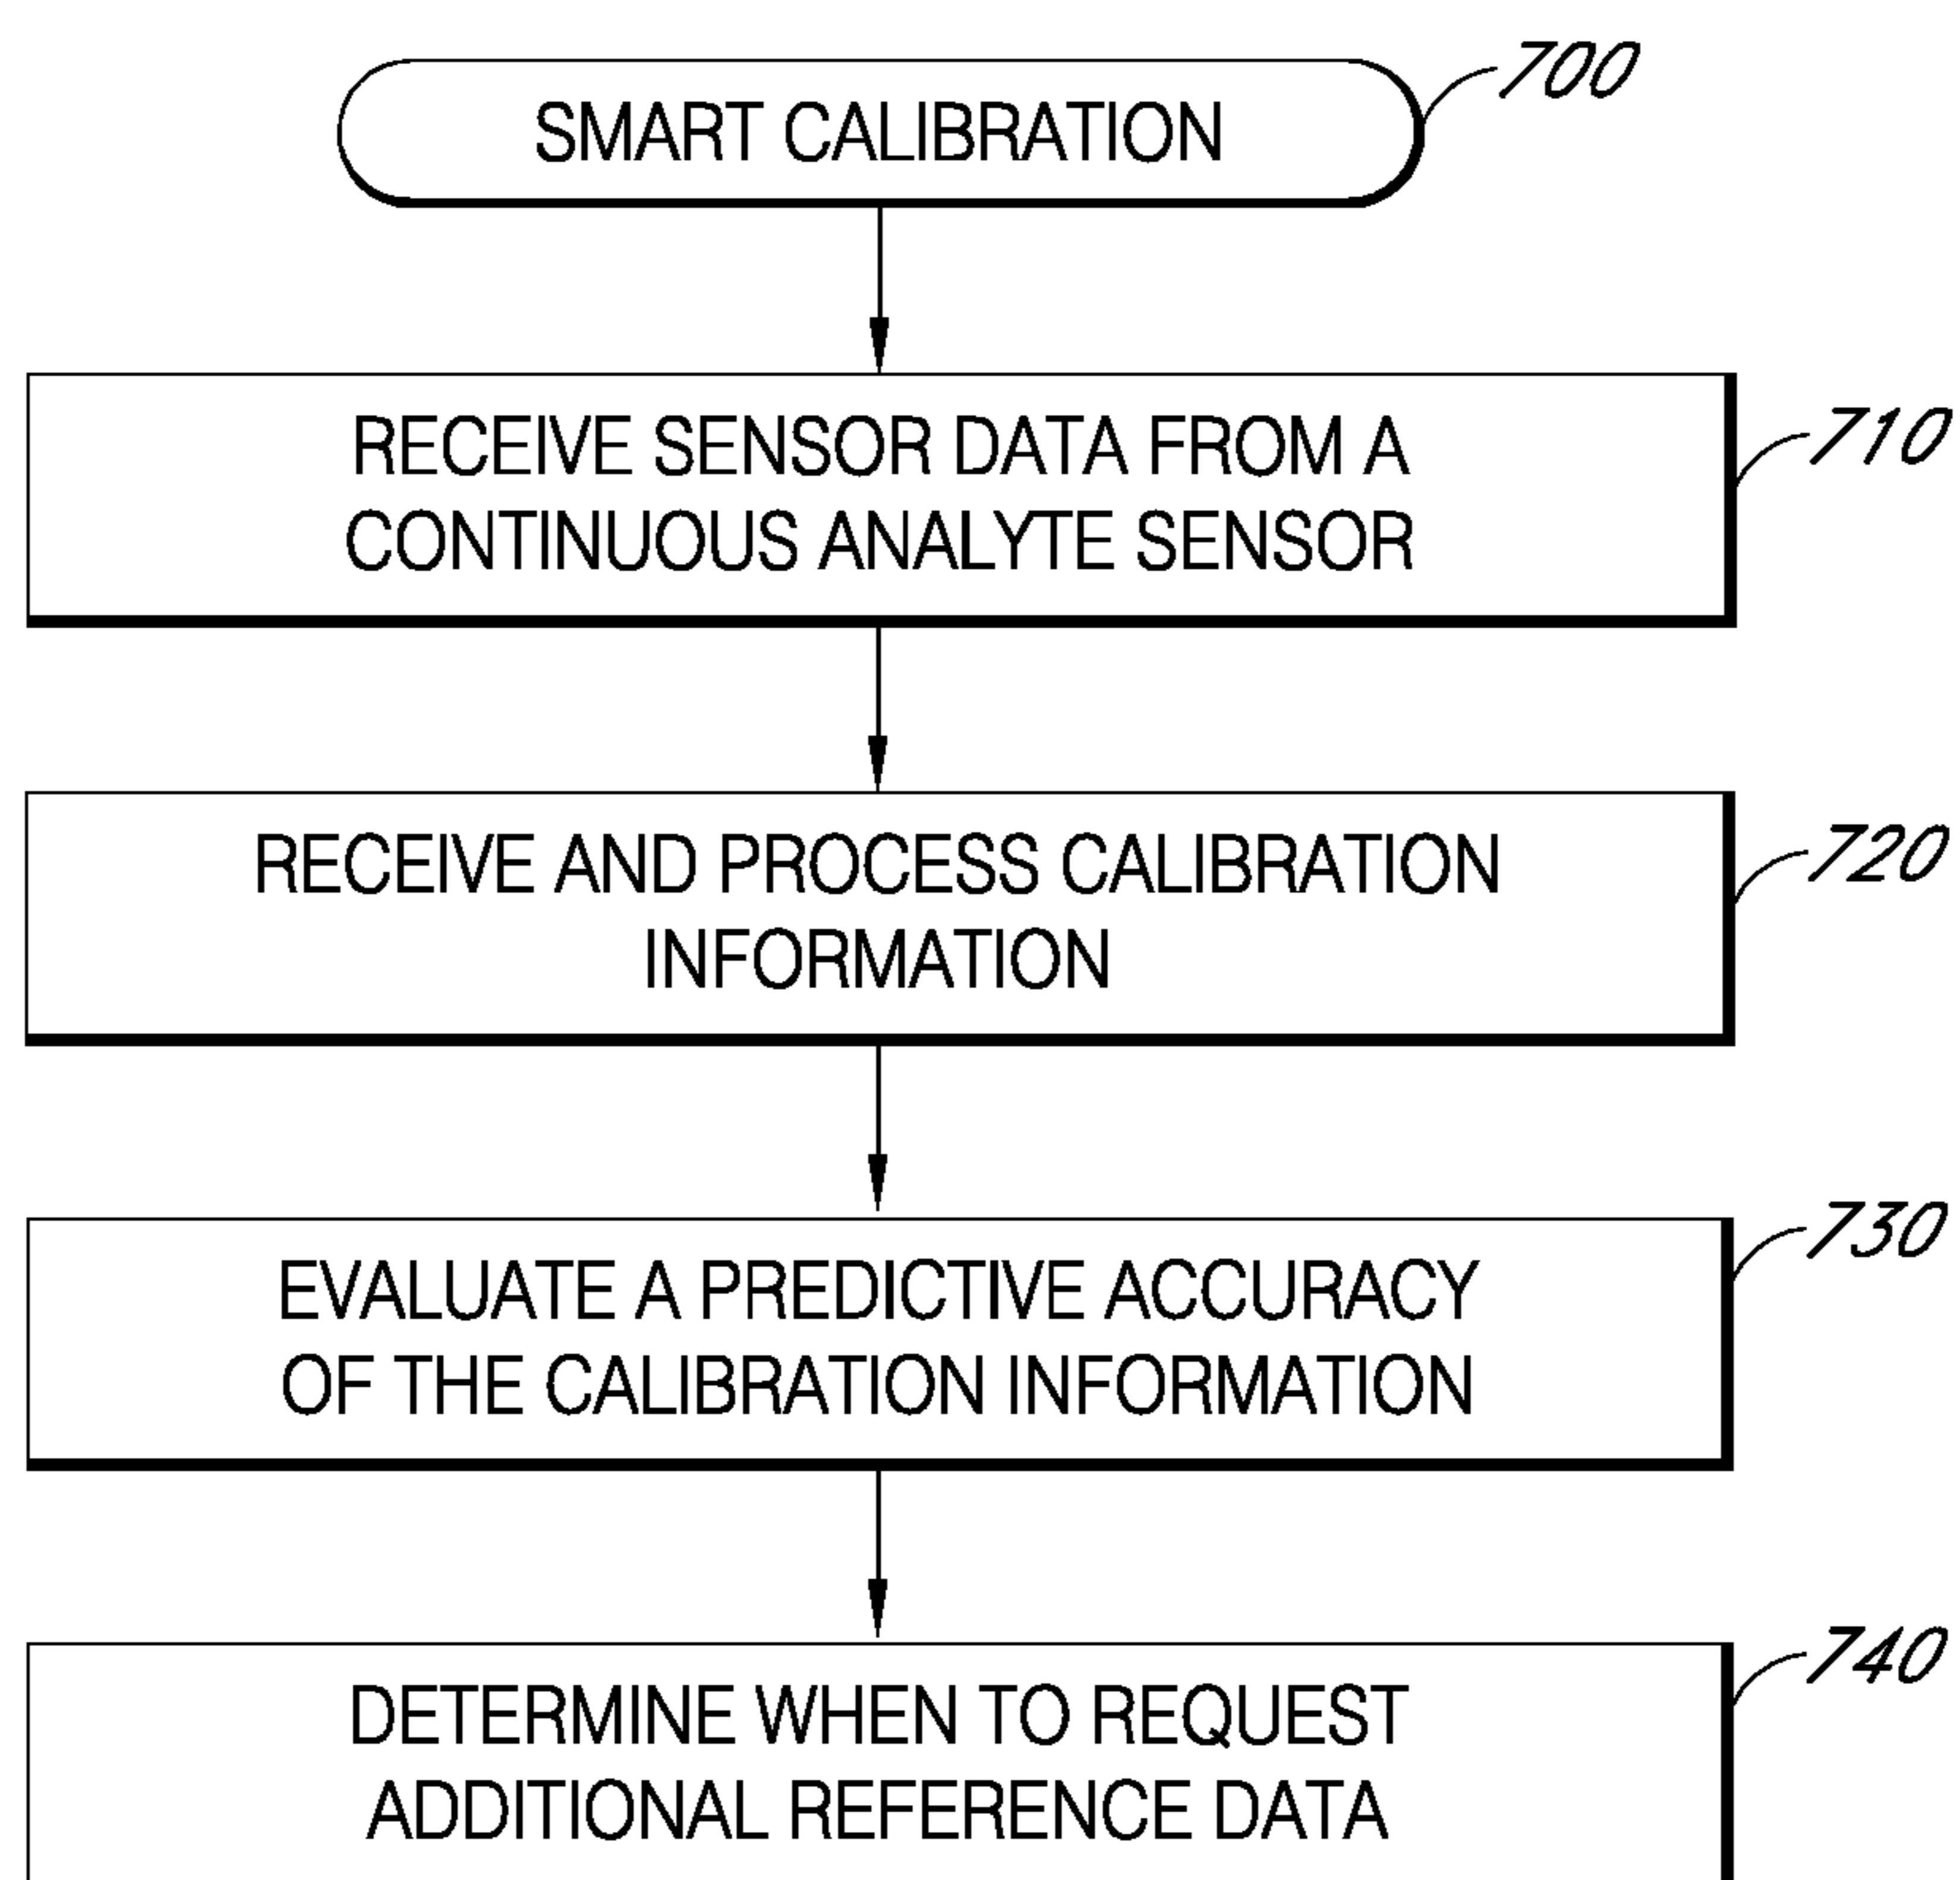 SMART CALIBRATION
700
RECEIVE SENSOR DATA FROM A
CONTINUOUS ANALYTE SENSOR
710
RECEIVE AND PROCESS CALIBRATION
INFORMATION
720
EVALUATE A PREDICTIVE ACCURACY
OF THE CALIBRATION INFORMATION
730
DETERMINE WHEN TO REQUEST
ADDITIONAL REFERENCE DATA
740